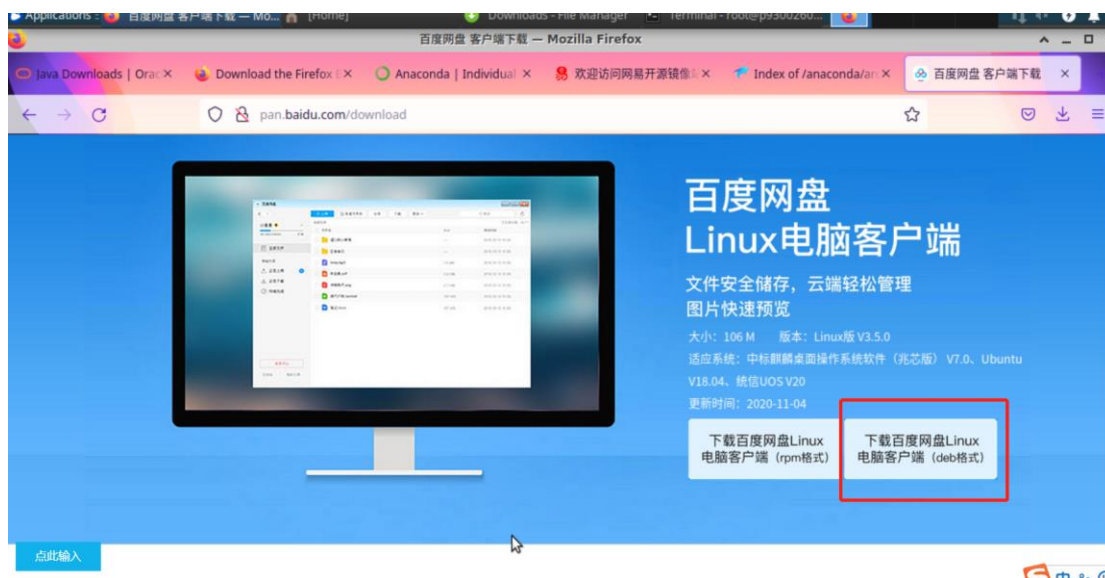 Applications
百度网盘 客户端下载 — Mo...
[Home]
Downloads - File Manager
Terminal - root@p9300260...
百度网盘 客户端下载 — Mozilla Firefox
Java Downloads | Orac
Download the Firefox E
Anaconda | Individual
欢迎访问网易开源镜像
Index of /anaconda/arc
百度网盘 客户端下载
pan.baidu.com/download
百度网盘
Linux电脑客户端
文件安全储存，云端轻松管理
图片快速预览
大小：106 M 版本：Linux版 V3.5.0
适应系统：中标麒麟桌面操作系统软件（兆芯版） V7.0、Ubuntu
V18.04、统信UOS V20
更新时间：2020-11-04
下载百度网盘Linux
电脑客户端（rpm格式）
下载百度网盘Linux
电脑客户端（deb格式）
点此输入
中